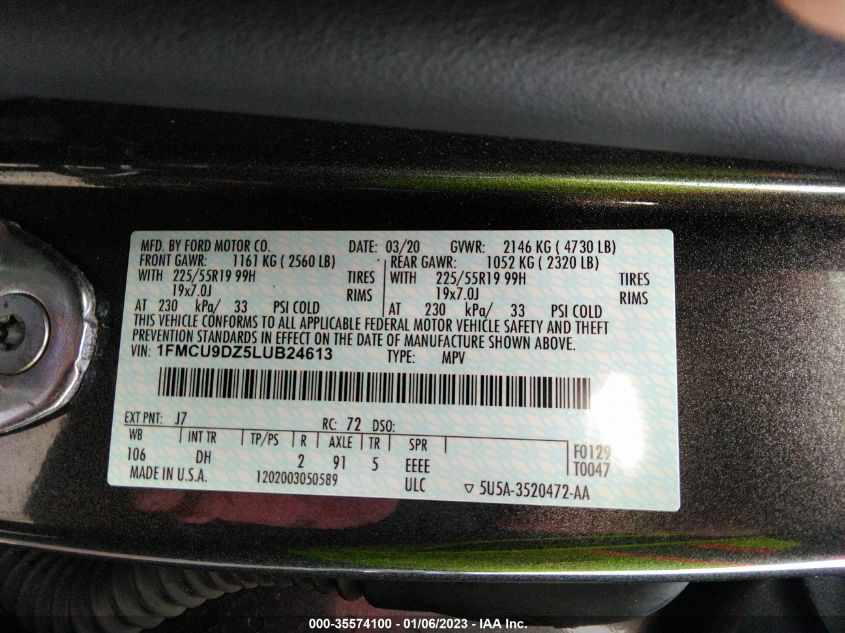 MFD. BY FORD MOTOR CO. DATE: 03/20 GVWR: 2146 KG ( 4730 LB)
FRONT GAWR: 1161 KG ( 2560 LB) REAR GAWR: 1052 KG ( 2320 LB)
WITH 225/55R19 99H TIRES WITH 225/55R19 99H TIRES
19x7.0J RIMS 19x7.0J RIMS
AT 230 kPa/ 33 PSI COLD AT 230 kPa/ 33 PSI COLD
THIS VEHICLE CONFORMS TO ALL APPLICABLE FEDERAL MOTOR VEHICLE SAFETY AND THEFT
PREVENTION STANDARDS IN EFFECT ON THE DATE OF MANUFACTURE SHOWN ABOVE.
VIN: 1FMCU9DZ5LUB24613 TYPE: MPV
EXT PNT: J7 RC: 72 DSO:
WB INT TR TP/PS R AXLE TR SPR F0129
106 DH 2 91 5 EEEE T0047
MADE IN U.S.A. 1202003050589 ULC ▽ 5U5A-3520472-AA
000-35574100 - 01/06/2023 - IAA Inc.